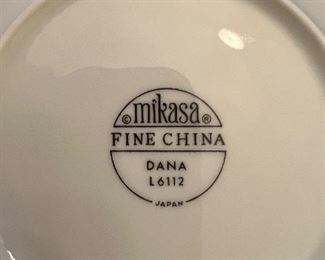 © mikasa ®
FINE CHINA
DANA
L6112
JAPAN